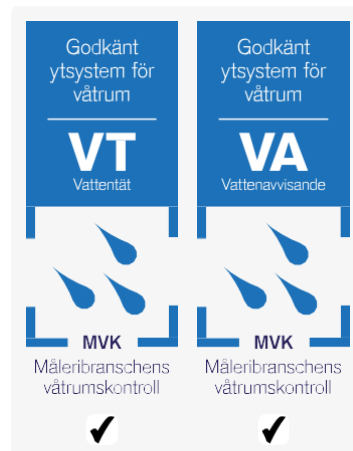 Godkänt
ytsystem för
våtrum
VT
Vattentät
MVK
Måleribranschens
våtrumskontroll
Godkänt
ytsystem för
våtrum
VA
Vattenavvisande
MVK
Måleribranschens
våtrumskontroll